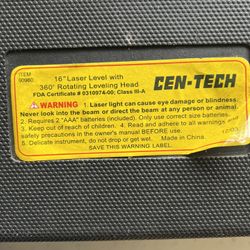 ITEM
90980
16" Laser Level with
360° Rotating Leveling Head
FDA Certificate # 0310974-00; Class III-A
CEN-TECH
WARNING 1. Laser light can cause eye damage or blindness.
Never look into the beam or direct the beam at any person or animal.
2. Requires 2 "AAA" batteries (included). Only use correct size batteries.
3. Keep out of reach of children. 4. Read and adhere to all warnings and
safety precautions in the owner's manual BEFORE use.
5. Delicate instrument, do not drop or get wet. Made in China.
SAVE THIS WARNING LABEL.